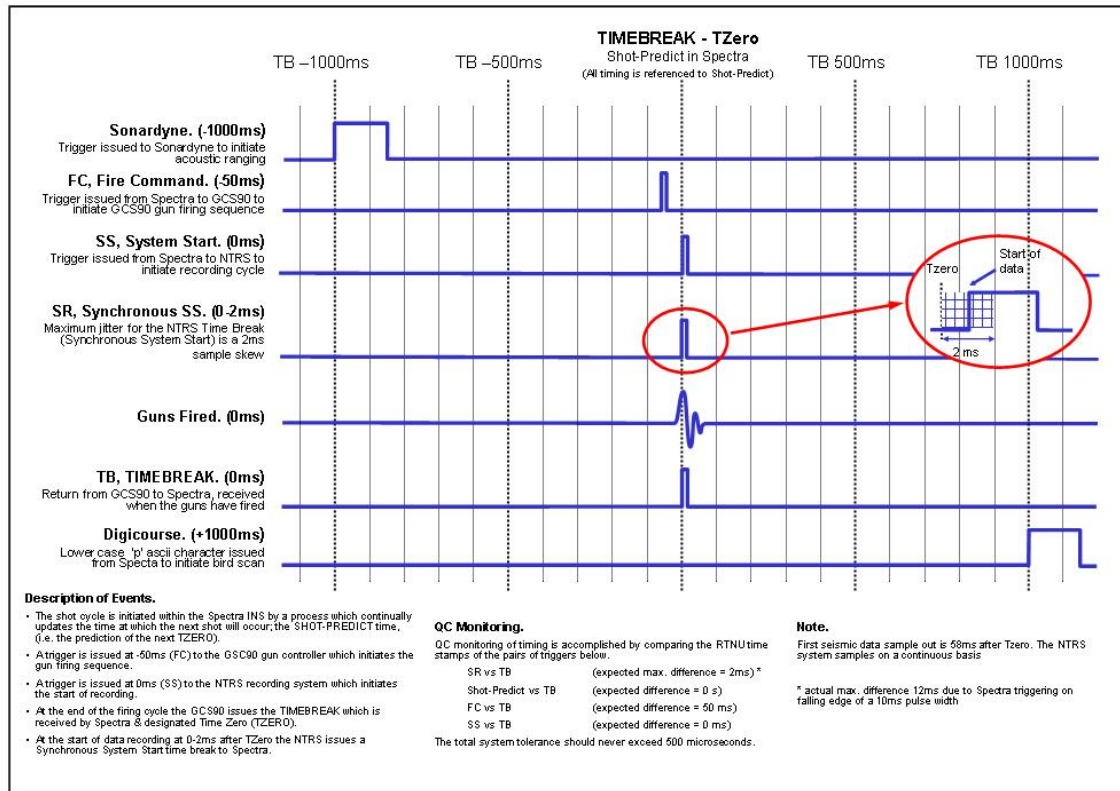 TIMEBREAK - TZero
Shot-Predict in Spectra
(All timing is referenced to Shot-Predict)
TB –1000ms
TB –500ms
TB 500ms
TB 1000ms
Sonardyne. (-1000ms)
Trigger issued to Sonardyne to initiate
acoustic ranging
FC, Fire Command. (-50ms)
Trigger issued from Spectra to GCS90 to
initiate GCS90 gun firing sequence
SS, System Start. (0ms)
Trigger issued from Spectra to NTRS to
initiate recording cycle
SR, Synchronous SS. (0-2ms)
Maximum jitter for the NTRS Time Break
(Synchronous System Start) is a 2ms
sample skew
Tzero
Start of
data
2 ms
Guns Fired. (0ms)
TB, TIMEBREAK. (0ms)
Return from GCS90 to Spectra, received
when the guns have fired
Digicourse. (+1000ms)
Lower case 'p' ascii character issued
from Specta to initiate bird scan
Description of Events.
• The shot cycle is initiated within the Spectra INS by a process which continually
updates the time at which the next shot will occur; the SHOT-PREDICT time,
(i.e. the prediction of the next TZERO).
• A trigger is issued at -50ms (FC) to the GSC90 gun controller which initiates the
gun firing sequence.
• A trigger is issued at 0ms (SS) to the NTRS recording system which initiates
the start of recording.
• At the end of the firing cycle the GCS90 issues the TIMEBREAK which is
received by Spectra & designated Time Zero (TZERO).
• At the start of data recording at 0-2ms after TZero the NTRS issues a
Synchronous System Start time break to Spectra.
QC Monitoring.
QC monitoring of timing is accomplished by comparing the RTNU time
stamps of the pairs of triggers below.
SR vs TB (expected max. difference = 2ms) *
Shot-Predict vs TB (expected difference = 0 s)
FC vs TB (expected difference = 50 ms)
SS vs TB (expected difference = 0 ms)
The total system tolerance should never exceed 500 microseconds.
Note.
First seismic data sample out is 58ms after Tzero. The NTRS
system samples on a continuous basis
* actual max. difference 12ms due to Spectra triggering on
falling edge of a 10ms pulse width